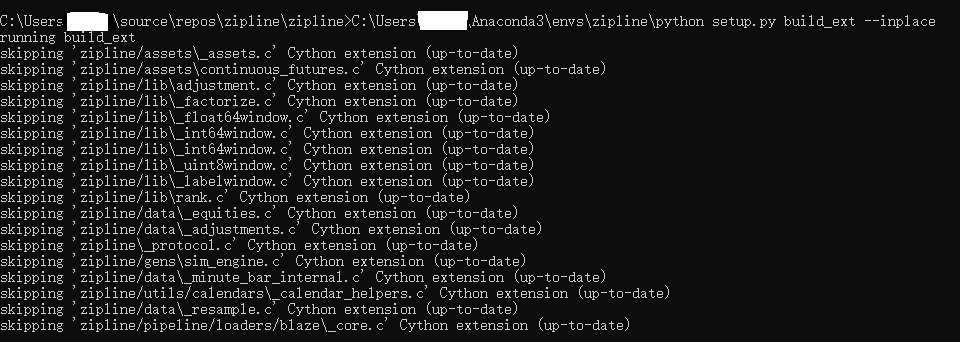 C:\Users \source\repos\zipline\zipline>C:\Users \Anaconda3\envs\zipline\python setup.py build_ext --inplace
running build_ext
skipping 'zipline/assets\_assets.c' Cython extension (up-to-date)
skipping 'zipline/assets\continuous_futures.c' Cython extension (up-to-date)
skipping 'zipline/lib\adjustment.c' Cython extension (up-to-date)
skipping 'zipline/lib\_factorize.c' Cython extension (up-to-date)
skipping 'zipline/lib\_float64window.c' Cython extension (up-to-date)
skipping 'zipline/lib\_int64window.c' Cython extension (up-to-date)
skipping 'zipline/lib\_int64window.c' Cython extension (up-to-date)
skipping 'zipline/lib\_uint8window.c' Cython extension (up-to-date)
skipping 'zipline/lib\_labelwindow.c' Cython extension (up-to-date)
skipping 'zipline/lib\rank.c' Cython extension (up-to-date)
skipping 'zipline/data\_equities.c' Cython extension (up-to-date)
skipping 'zipline/data\_adjustments.c' Cython extension (up-to-date)
skipping 'zipline\_protocol.c' Cython extension (up-to-date)
skipping 'zipline/gens\sim_engine.c' Cython extension (up-to-date)
skipping 'zipline/data\_minute_bar_internal.c' Cython extension (up-to-date)
skipping 'zipline/utils/calendars\_calendar_helpers.c' Cython extension (up-to-date)
skipping 'zipline/data\_resample.c' Cython extension (up-to-date)
skipping 'zipline/pipeline/loaders/blaze\_core.c' Cython extension (up-to-date)